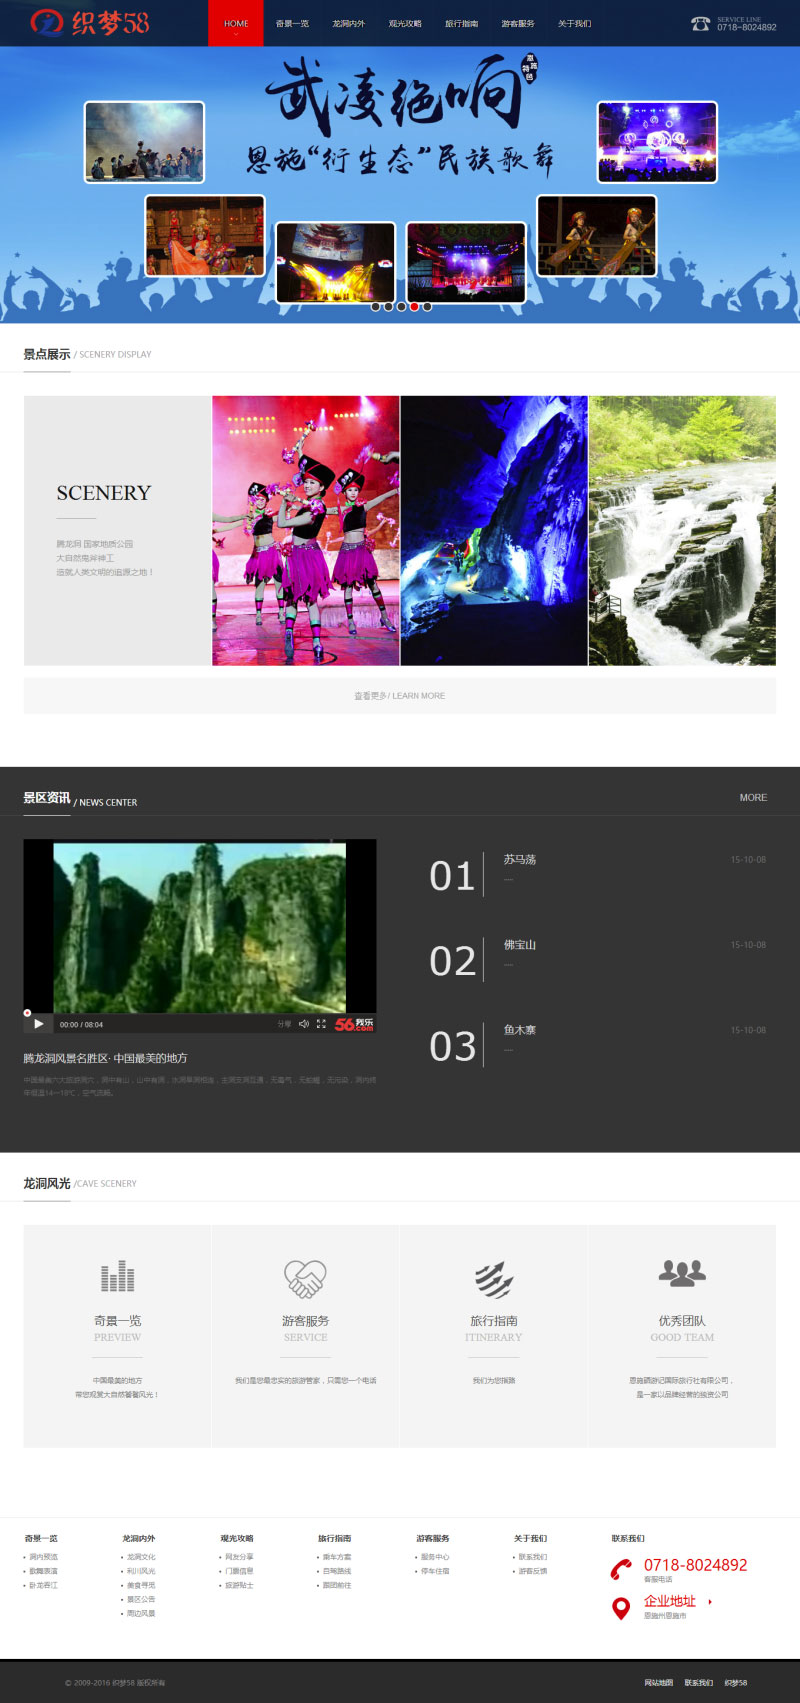 织梦58
HOME
奇景一览
龙洞内外
观光攻略
旅行指南
游客服务
关于我们
SERVICE LINE
0718-8024892
武凌绝响
恩施特色
恩施“衍生态”民族歌舞
景点展示 / SCENERY DISPLAY
SCENERY
腾龙洞 国家地质公园
大自然鬼斧神工
造就人类文明的追源之地！
查看更多/ LEARN MORE
景区资讯 / NEWS CENTER
MORE
00:00 / 08:04
分享
56.com
腾龙洞风景名胜区· 中国最美的地方
中国最美六大旅游洞穴，洞中有山，山中有洞，水洞旱洞相连，主洞支洞互通，无毒气，无蛇蝎，无污染，洞内终
年恒温14—18℃，空气流畅。
01
苏马荡
15-10-08
02
佛宝山
15-10-08
03
鱼木寨
15-10-08
龙洞风光 /CAVE SCENERY
奇景一览
PREVIEW
中国最美的地方
带您观赏大自然馨馨风光！
游客服务
SERVICE
我们是您最忠实的旅游管家，只需您一个电话
旅行指南
ITINERARY
我们为您指路
优秀团队
GOOD TEAM
恩施硒游记国际旅行社有限公司，
是一家以品牌经营的独资公司
奇景一览
洞内预览
歌舞表演
卧龙吞江
龙洞内外
龙洞文化
利川风光
美食寻觅
景区公告
周边风景
观光攻略
网友分享
门票信息
旅游贴士
旅行指南
乘车方案
自驾路线
跟团前往
游客服务
服务中心
停车住宿
关于我们
联系我们
游客反馈
联系我们
0718-8024892
客服电话
企业地址
恩施州恩施市
© 2009-2016 织梦58 版权所有
网站地图
联系我们
织梦58